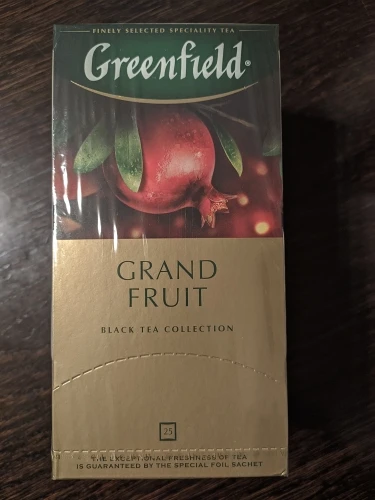 FINELY SELECTED SPECIALITY TEA
Greenfield®
GRAND
FRUIT
BLACK TEA COLLECTION
25
THE EXCEPTIONAL FRESHNESS OF TEA
IS GUARANTEED BY THE SPECIAL FOIL SACHET